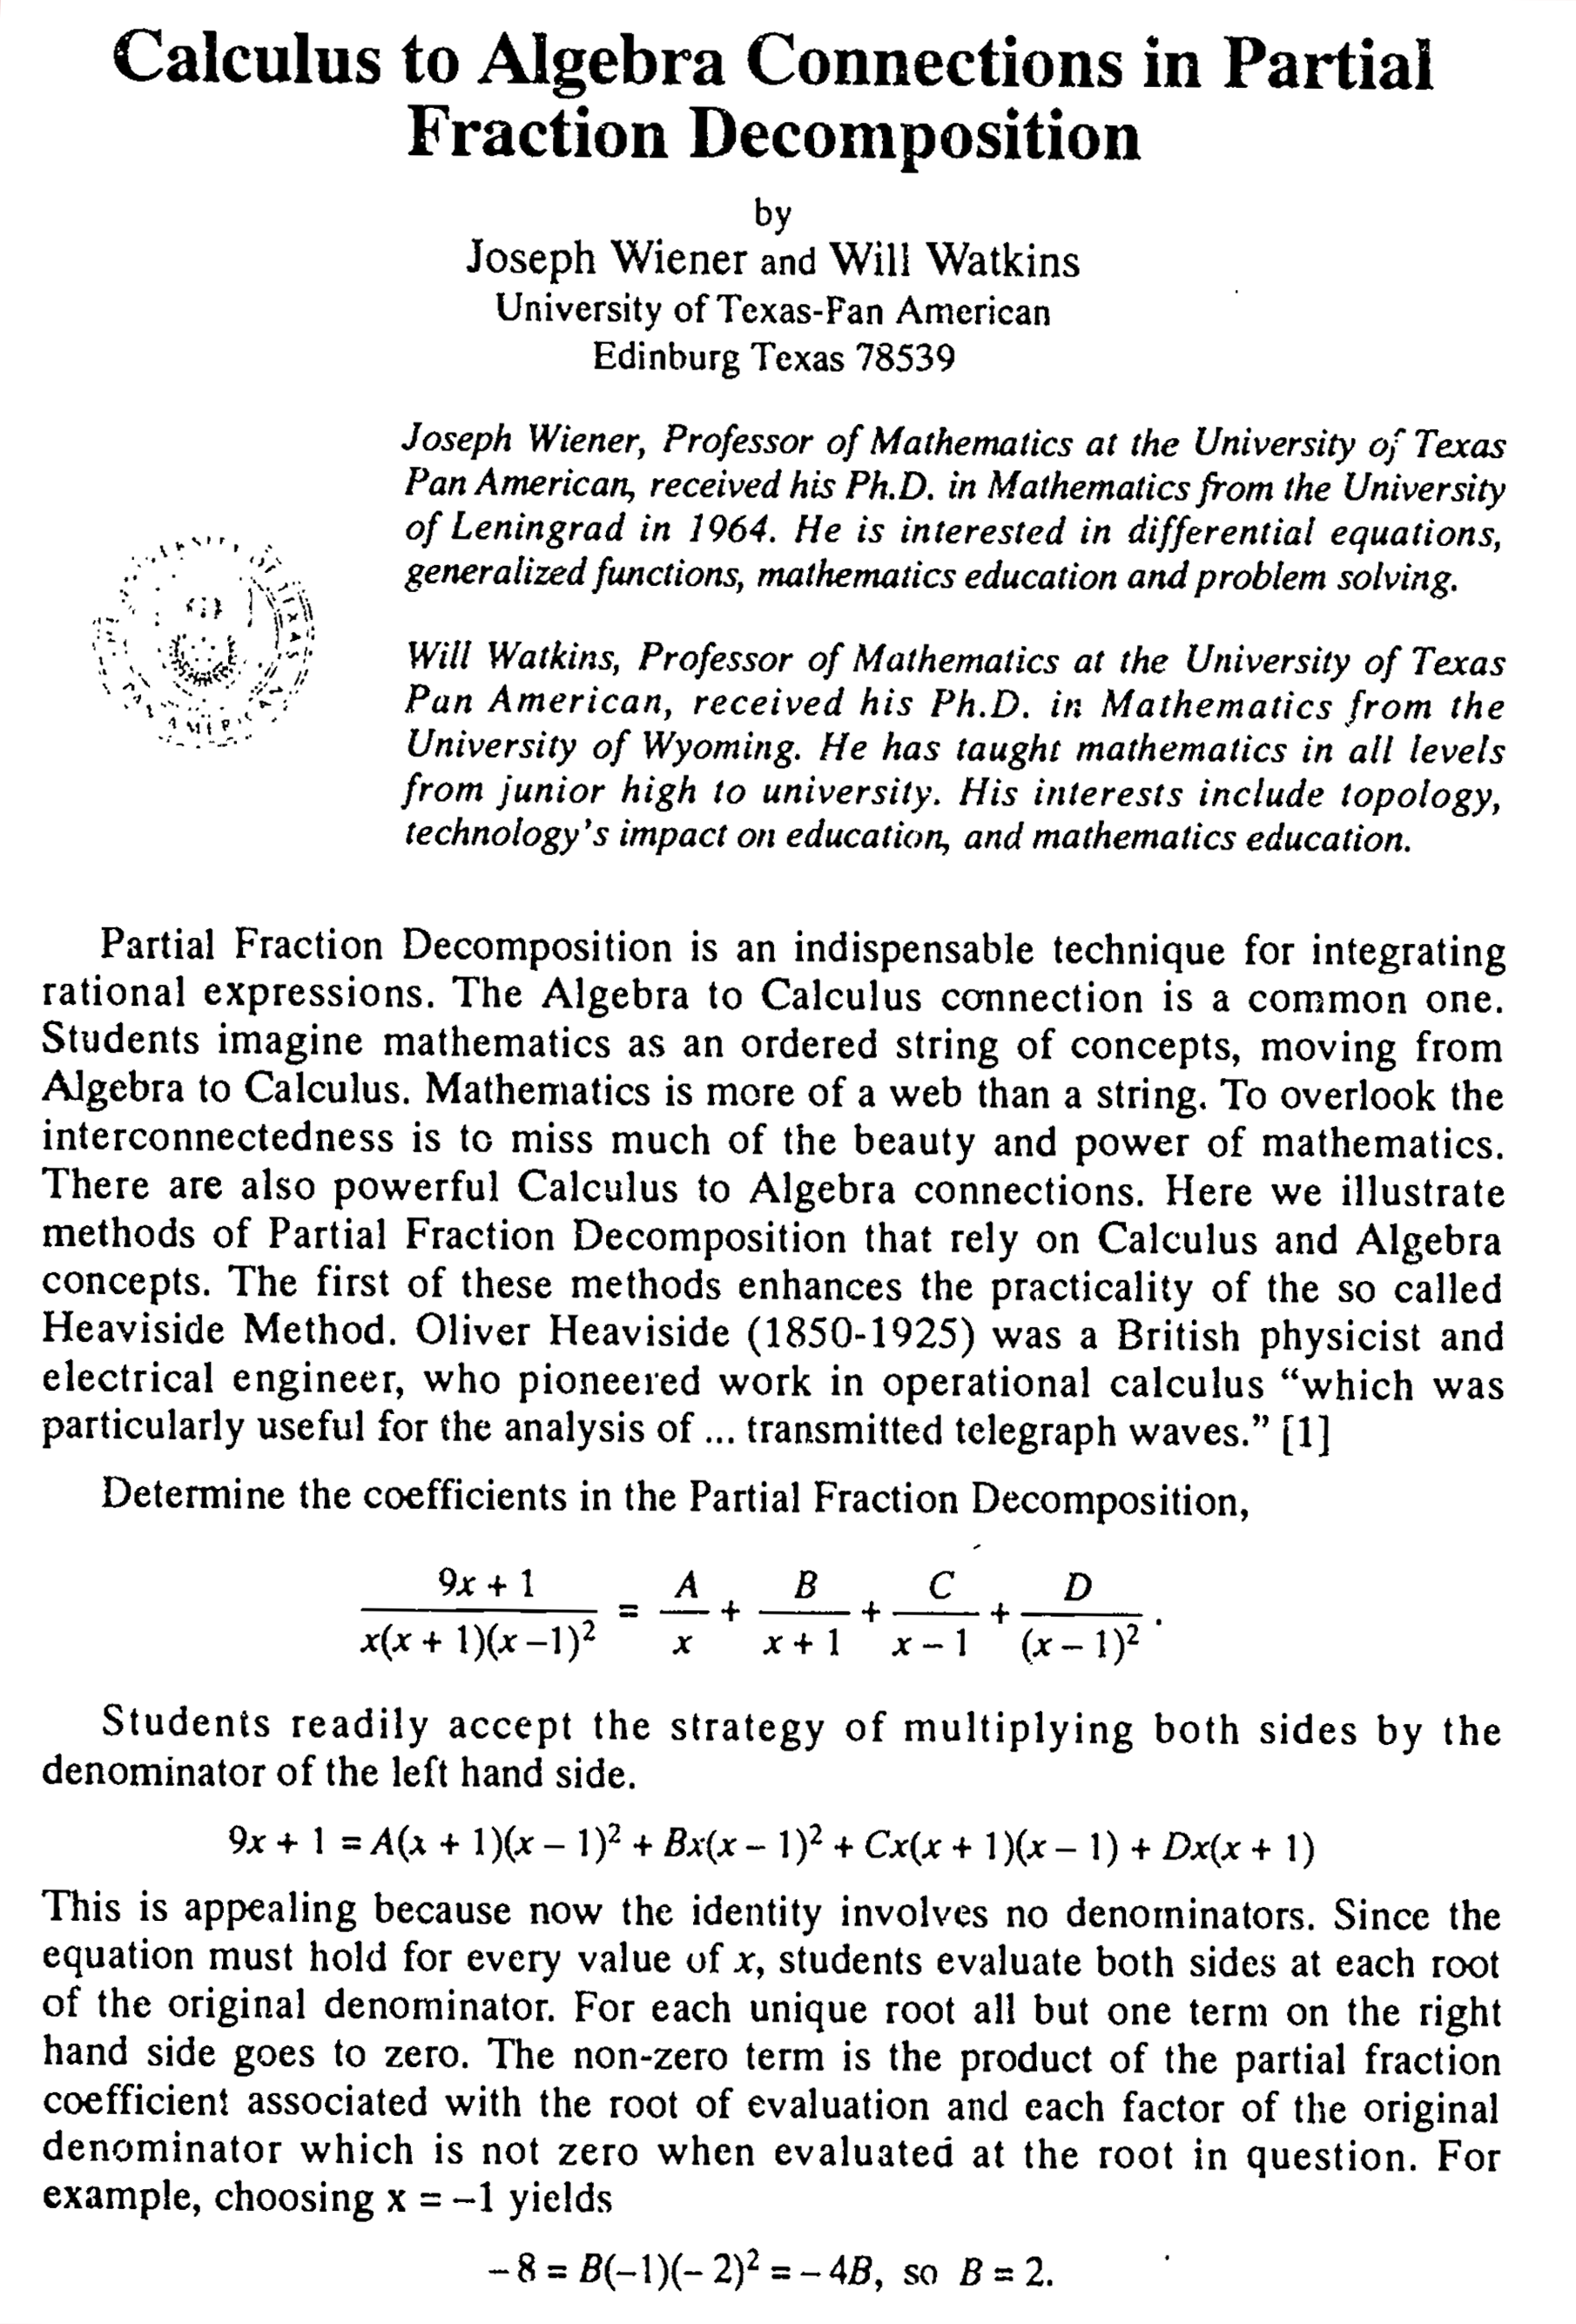 Calculus to Algebra Connections in Partial
Fraction Decomposition
by
Joseph Wiener and Will Watkins
University of Texas-Pan American
Edinburg Texas 78539
Joseph Wiener, Professor of Mathematics at the University of Texas
Pan American, received his Ph.D. in Mathematics from the University
of Leningrad in 1964. He is interested in differential equations,
generalized functions, mathematics education and problem solving.
Will Watkins, Professor of Mathematics at the University of Texas
Pan American, received his Ph.D. in Mathematics from the
University of Wyoming. He has taught mathematics in all levels
from junior high to university. His interests include topology,
technology's impact on education, and mathematics education.
Partial Fraction Decomposition is an indispensable technique for integrating
rational expressions. The Algebra to Calculus connection is a common one.
Students imagine mathematics as an ordered string of concepts, moving from
Algebra to Calculus. Mathematics is more of a web than a string. To overlook the
interconnectedness is to miss much of the beauty and power of mathematics.
There are also powerful Calculus to Algebra connections. Here we illustrate
methods of Partial Fraction Decomposition that rely on Calculus and Algebra
concepts. The first of these methods enhances the practicality of the so called
Heaviside Method. Oliver Heaviside (1850-1925) was a British physicist and
electrical engineer, who pioneered work in operational calculus “which was
particularly useful for the analysis of ... transmitted telegraph waves.” [1]
Determine the coefficients in the Partial Fraction Decomposition,
(9x + 1)/(x(x + 1)(x – 1)²) = A/x + B/(x + 1) + C/(x – 1) + D/(x – 1)² .
Students readily accept the strategy of multiplying both sides by the
denominator of the left hand side.
9x + 1 = A(x + 1)(x – 1)² + Bx(x – 1)² + Cx(x + 1)(x – 1) + Dx(x + 1)
This is appealing because now the identity involves no denominators. Since the
equation must hold for every value of x, students evaluate both sides at each root
of the original denominator. For each unique root all but one term on the right
hand side goes to zero. The non-zero term is the product of the partial fraction
coefficient associated with the root of evaluation and each factor of the original
denominator which is not zero when evaluated at the root in question. For
example, choosing x = –1 yields
– 8 = B(–1)(– 2)² = – 4B, so B = 2.